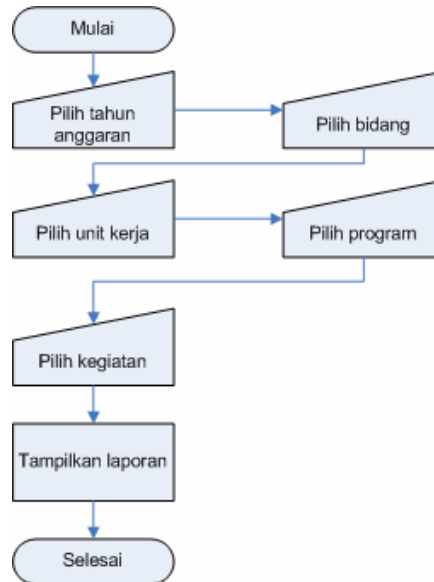 Mulai
Pilih tahun
anggaran
Pilih bidang
Pilih unit kerja
Pilih program
Pilih kegiatan
Tampilkan laporan
Selesai